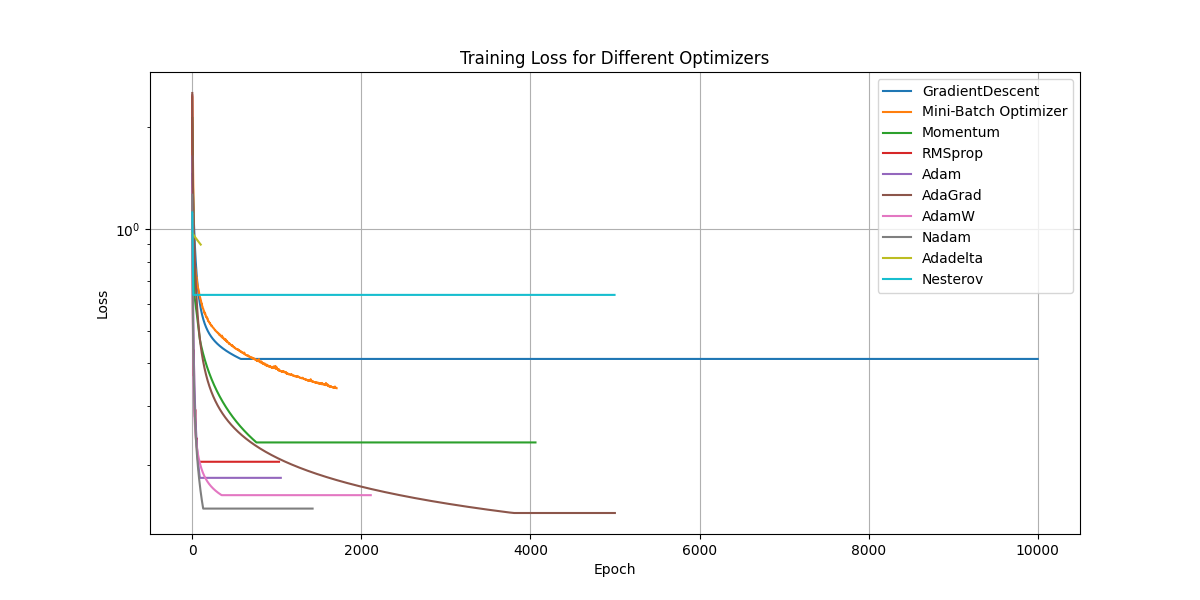 Training Loss for Different Optimizers
Loss
10⁰
GradientDescent
Mini-Batch Optimizer
Momentum
RMSprop
Adam
AdaGrad
AdamW
Nadam
Adadelta
Nesterov
0 2000 4000 6000 8000 10000
Epoch